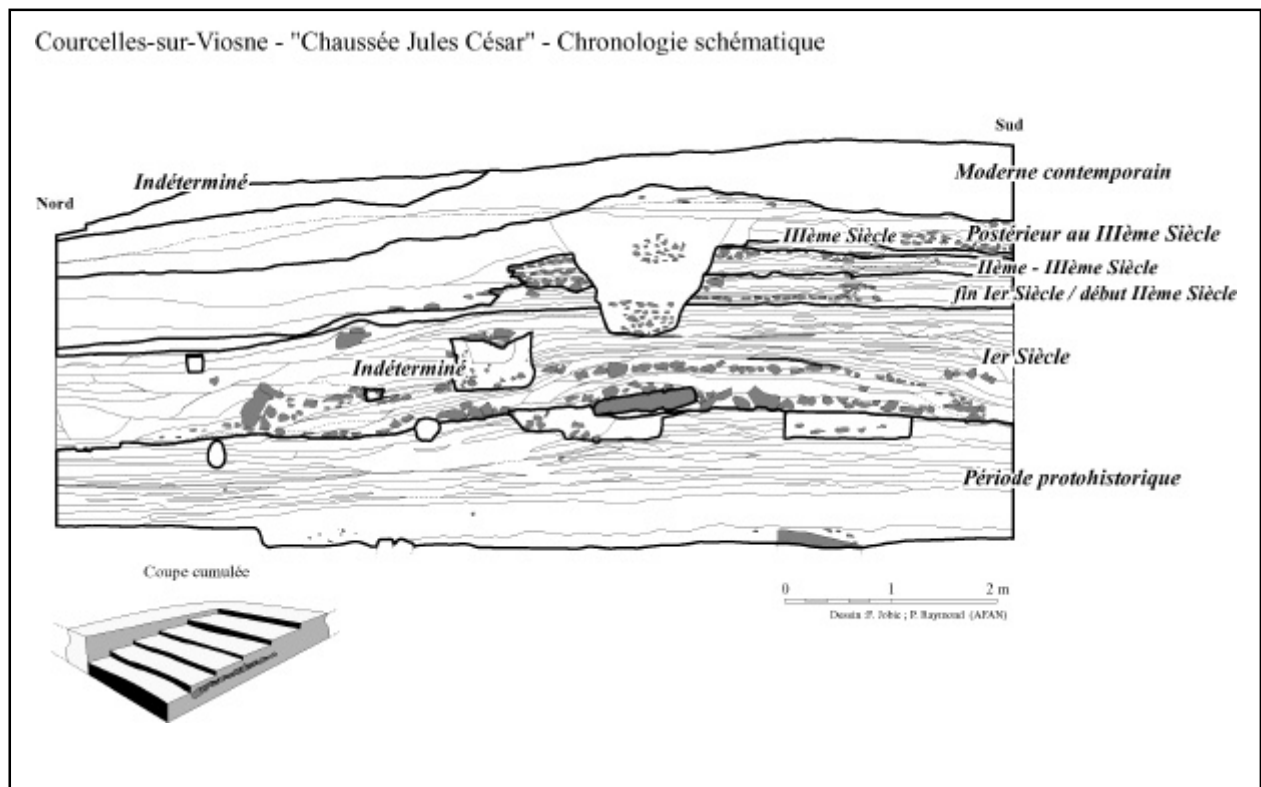 Courcelles-sur-Viosne - "Chaussée Jules César" - Chronologie schématique
Sud
Moderne contemporain
Indéterminé
Nord
IIIème Siècle
Postérieur au IIIème Siècle
IIème - IIIème Siècle
fin Ier Siècle / début IIème Siècle
Ier Siècle
Indéterminé
Période protohistorique
Coupe cumulée
0 1 2 m
Dessin :F. Jobic ; P. Raymond (AFAN)